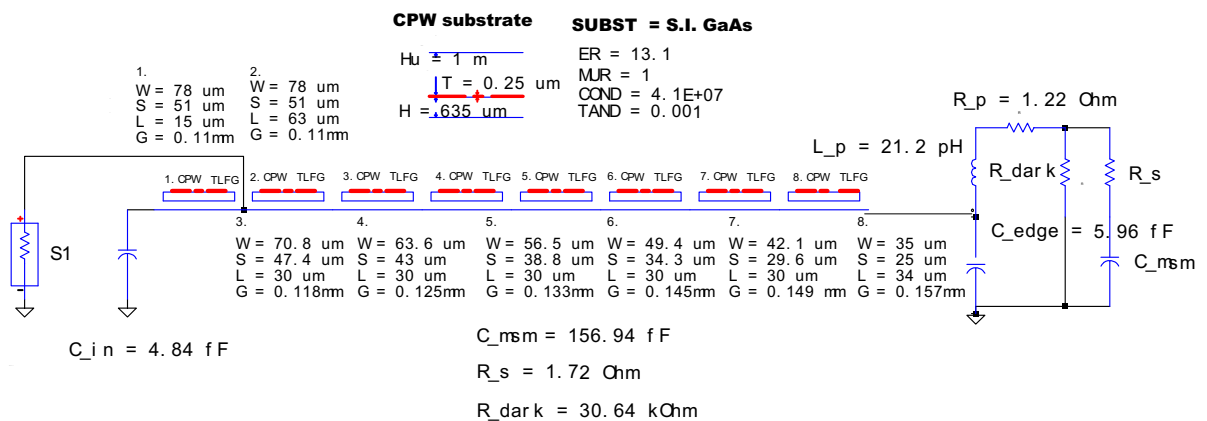 CPW substrate
SUBST = S.I. GaAs
Hu = 1 m
T = 0.25 um
H = 635 um
ER = 13.1
MUR = 1
COND = 4.1E+07
TAND = 0.001
1.
W = 78 um
S = 51 um
L = 15 um
G = 0.11mm
2.
W = 78 um
S = 51 um
L = 63 um
G = 0.11mm
R_p = 1.22 Ohm
L_p = 21.2 pH
R_dark
R_s
C_edge = 5.96 fF
C_msm
1. CPW TLFG
2. CPW TLFG
3. CPW TLFG
4. CPW TLFG
5. CPW TLFG
6. CPW TLFG
7. CPW TLFG
8. CPW TLFG
+
S1
-
3.
W = 70.8 um
S = 47.4 um
L = 30 um
G = 0.118mm
4.
W = 63.6 um
S = 43 um
L = 30 um
G = 0.125mm
5.
W = 56.5 um
S = 38.8 um
L = 30 um
G = 0.133mm
6.
W = 49.4 um
S = 34.3 um
L = 30 um
G = 0.145mm
7.
W = 42.1 um
S = 29.6 um
L = 30 um
G = 0.149 mm
8.
W = 35 um
S = 25 um
L = 34 um
G = 0.157mm
C_in = 4.84 fF
C_msm = 156.94 fF
R_s = 1.72 Ohm
R_dark = 30.64 kOhm